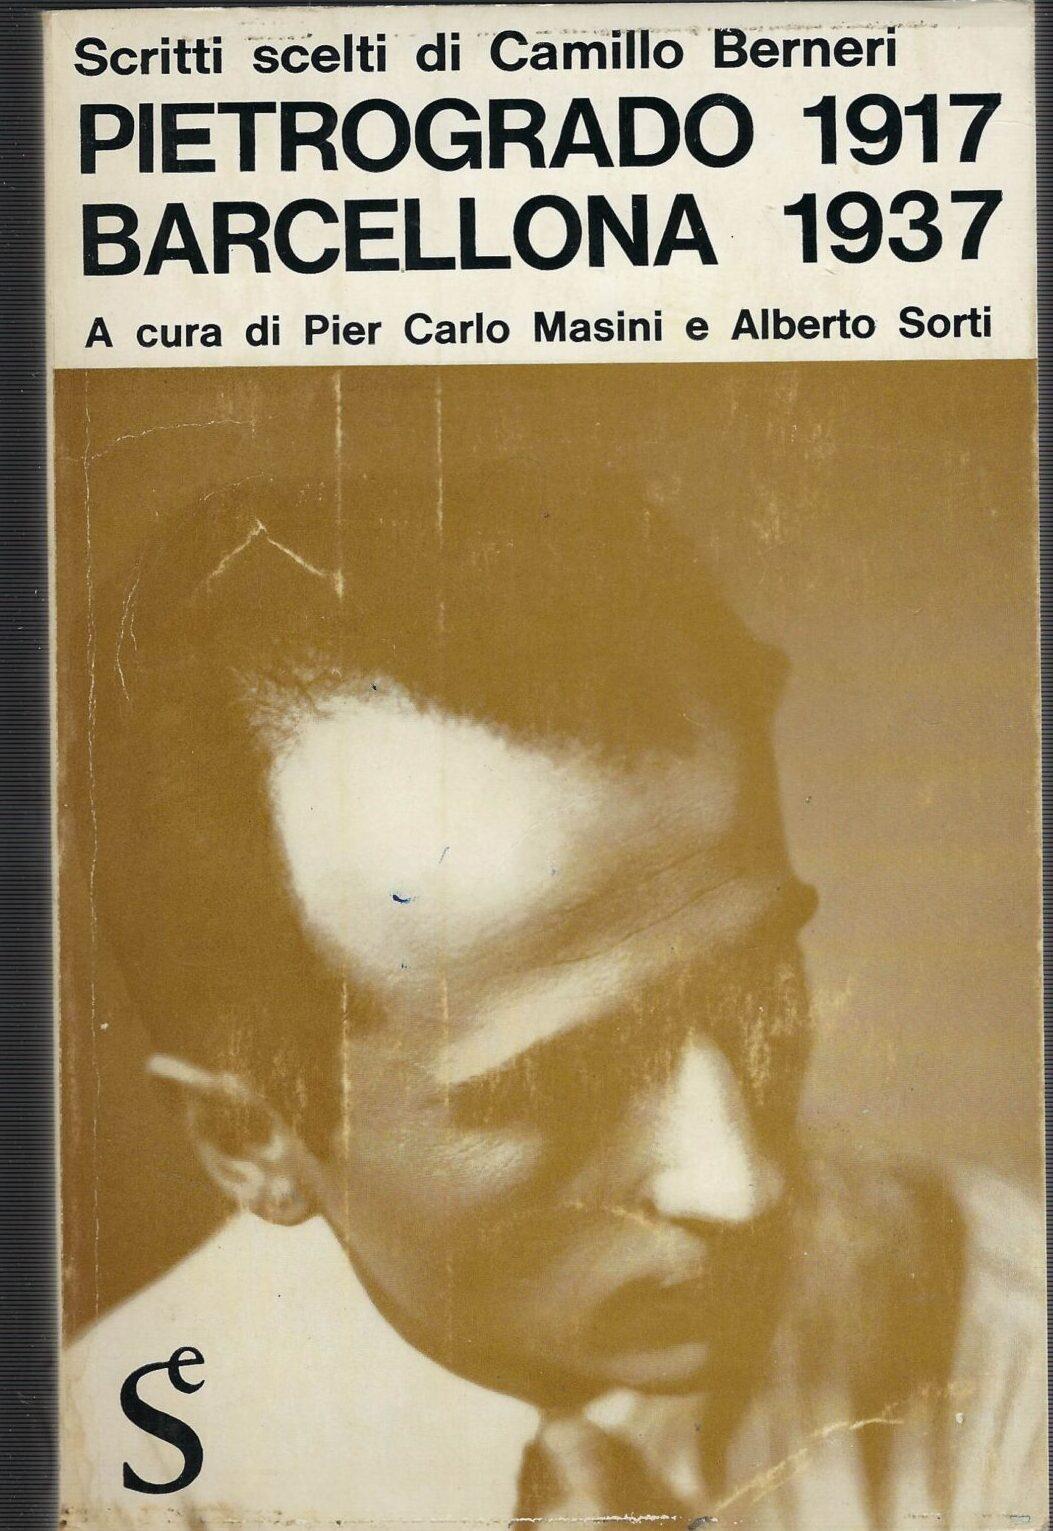 Scritti scelti di Camillo Berneri
PIETROGRADO 1917
BARCELLONA 1937
A cura di Pier Carlo Masini e Alberto Sorti
Se